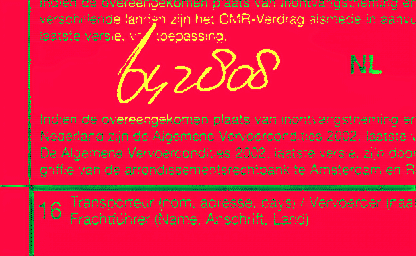 Indien de overeengekomen plaats van inontvangstneming en
verschillende landen zijn het CMR-Verdrag alsmede in aanvu
laatste versie, van toepassing.
NL
Indien de overeengekomen plaats van inontvangstneming en
Nederland zijn de Algemene Vervoercondities 2002, laatste
De Algemene Vervoercondities 2002, laatste versie, zijn door
griffie van de arrondissementsrechtbank te Amsterdam en R
16 Transporteur (nom, adresse, pays) / Vervoerder (naa
Frachtführer (Name, Anschrift, Land)